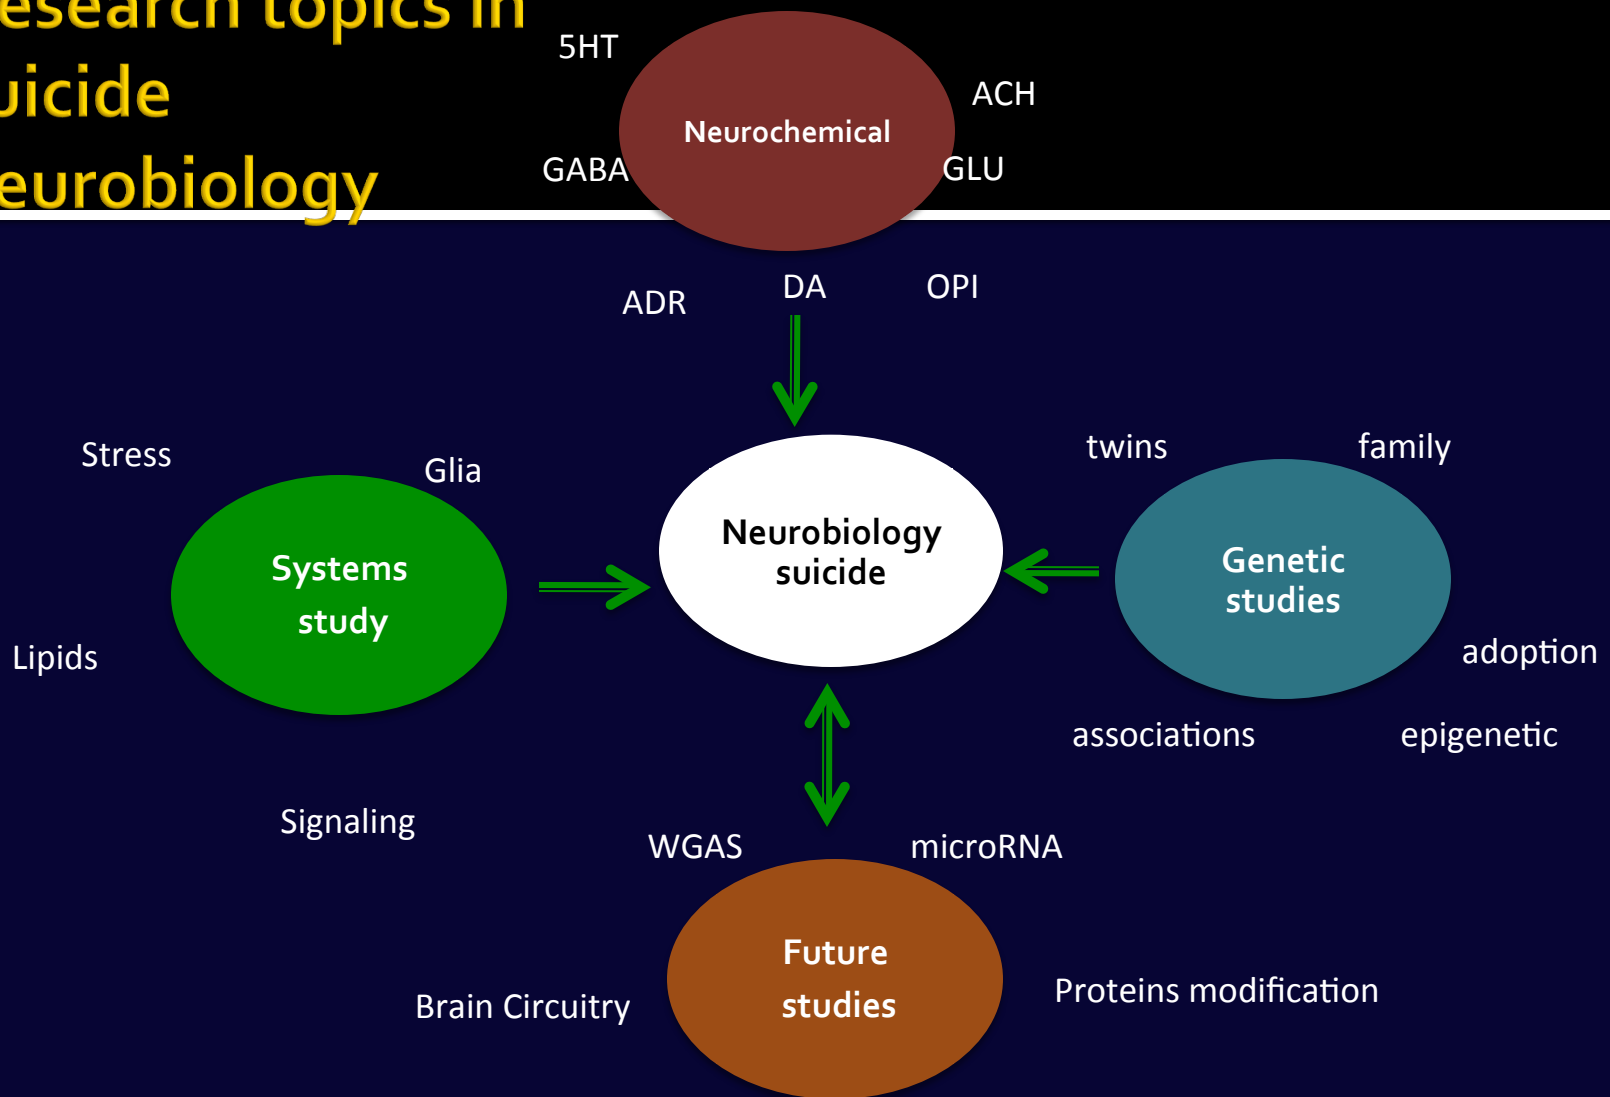 esearch topics in
uicide
eurobiology
5HT
ACH
Neurochemical
GABA
GLU
ADR
DA
OPI
Stress
Glia
twins
family
Neurobiology
suicide
Systems
study
Genetic
studies
Lipids
adoption
associations
epigenetic
Signaling
WGAS
microRNA
Future
studies
Brain Circuitry
Proteins modification